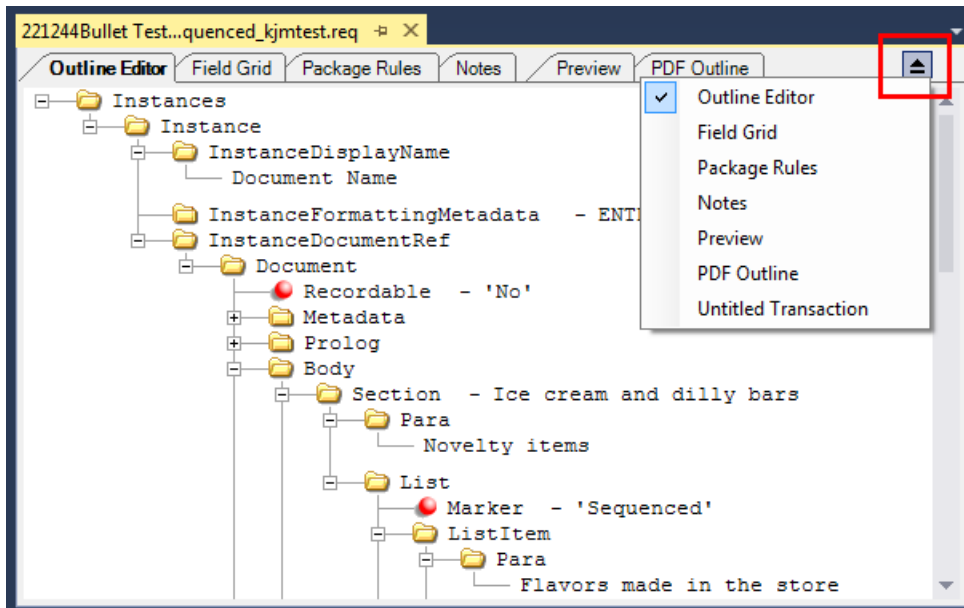 221244Bullet Test...quenced_kjmtest.req
Outline Editor Field Grid Package Rules Notes Preview PDF Outline
Outline Editor
Field Grid
Package Rules
Notes
Preview
PDF Outline
Untitled Transaction
Instances
Instance
InstanceDisplayName
Document Name
InstanceFormattingMetadata - ENT
InstanceDocumentRef
Document
Recordable - 'No'
Metadata
Prolog
Body
Section - Ice cream and dilly bars
Para
Novelty items
List
Marker - 'Sequenced'
ListItem
Para
Flavors made in the store